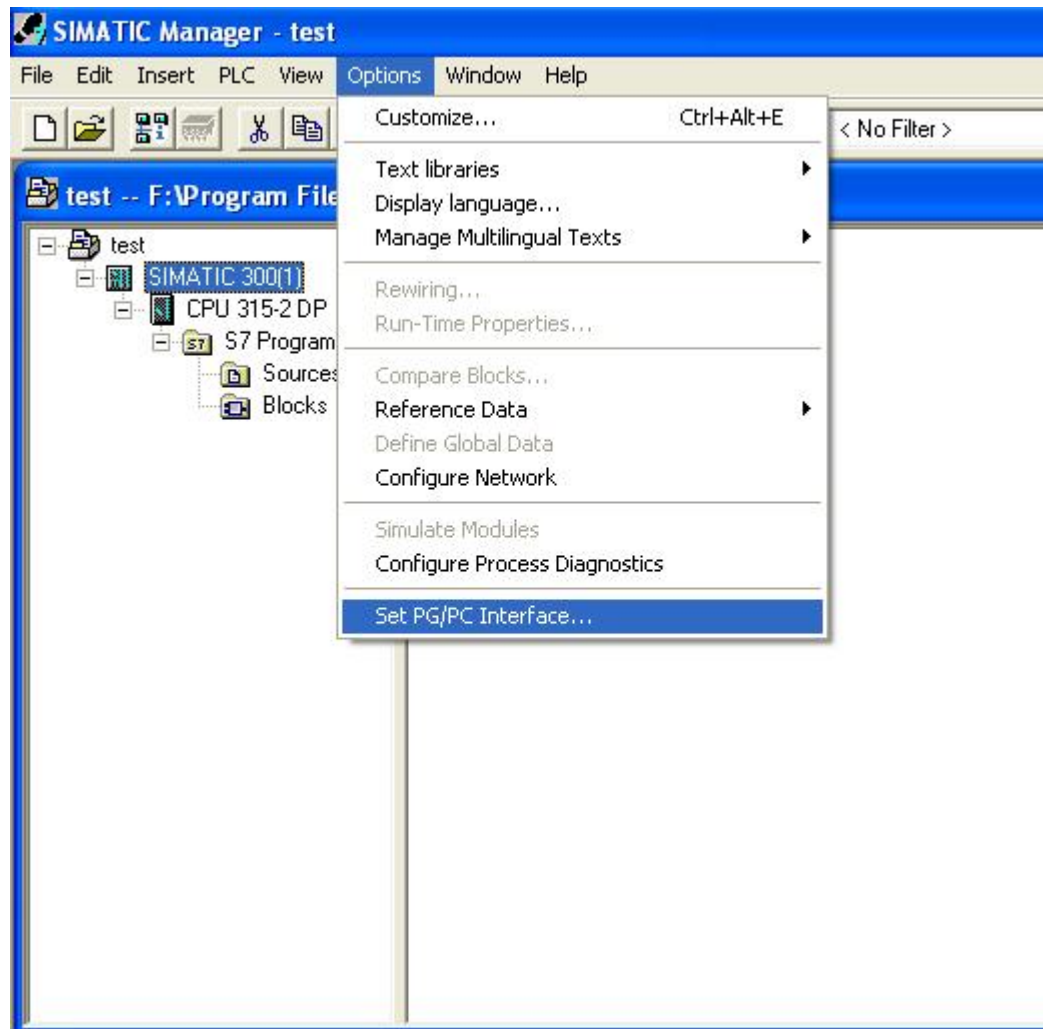 SIMATIC Manager - test
File Edit Insert PLC View Options Window Help
Customize... Ctrl+Alt+E
< No Filter >
Text libraries
test -- F:\Program File
Display language...
Manage Multilingual Texts
test
SIMATIC 300(1)
Rewiring...
CPU 315-2 DP
Run-Time Properties...
S7 Program
Sources
Compare Blocks...
Blocks
Reference Data
Define Global Data
Configure Network
Simulate Modules
Configure Process Diagnostics
Set PG/PC Interface...